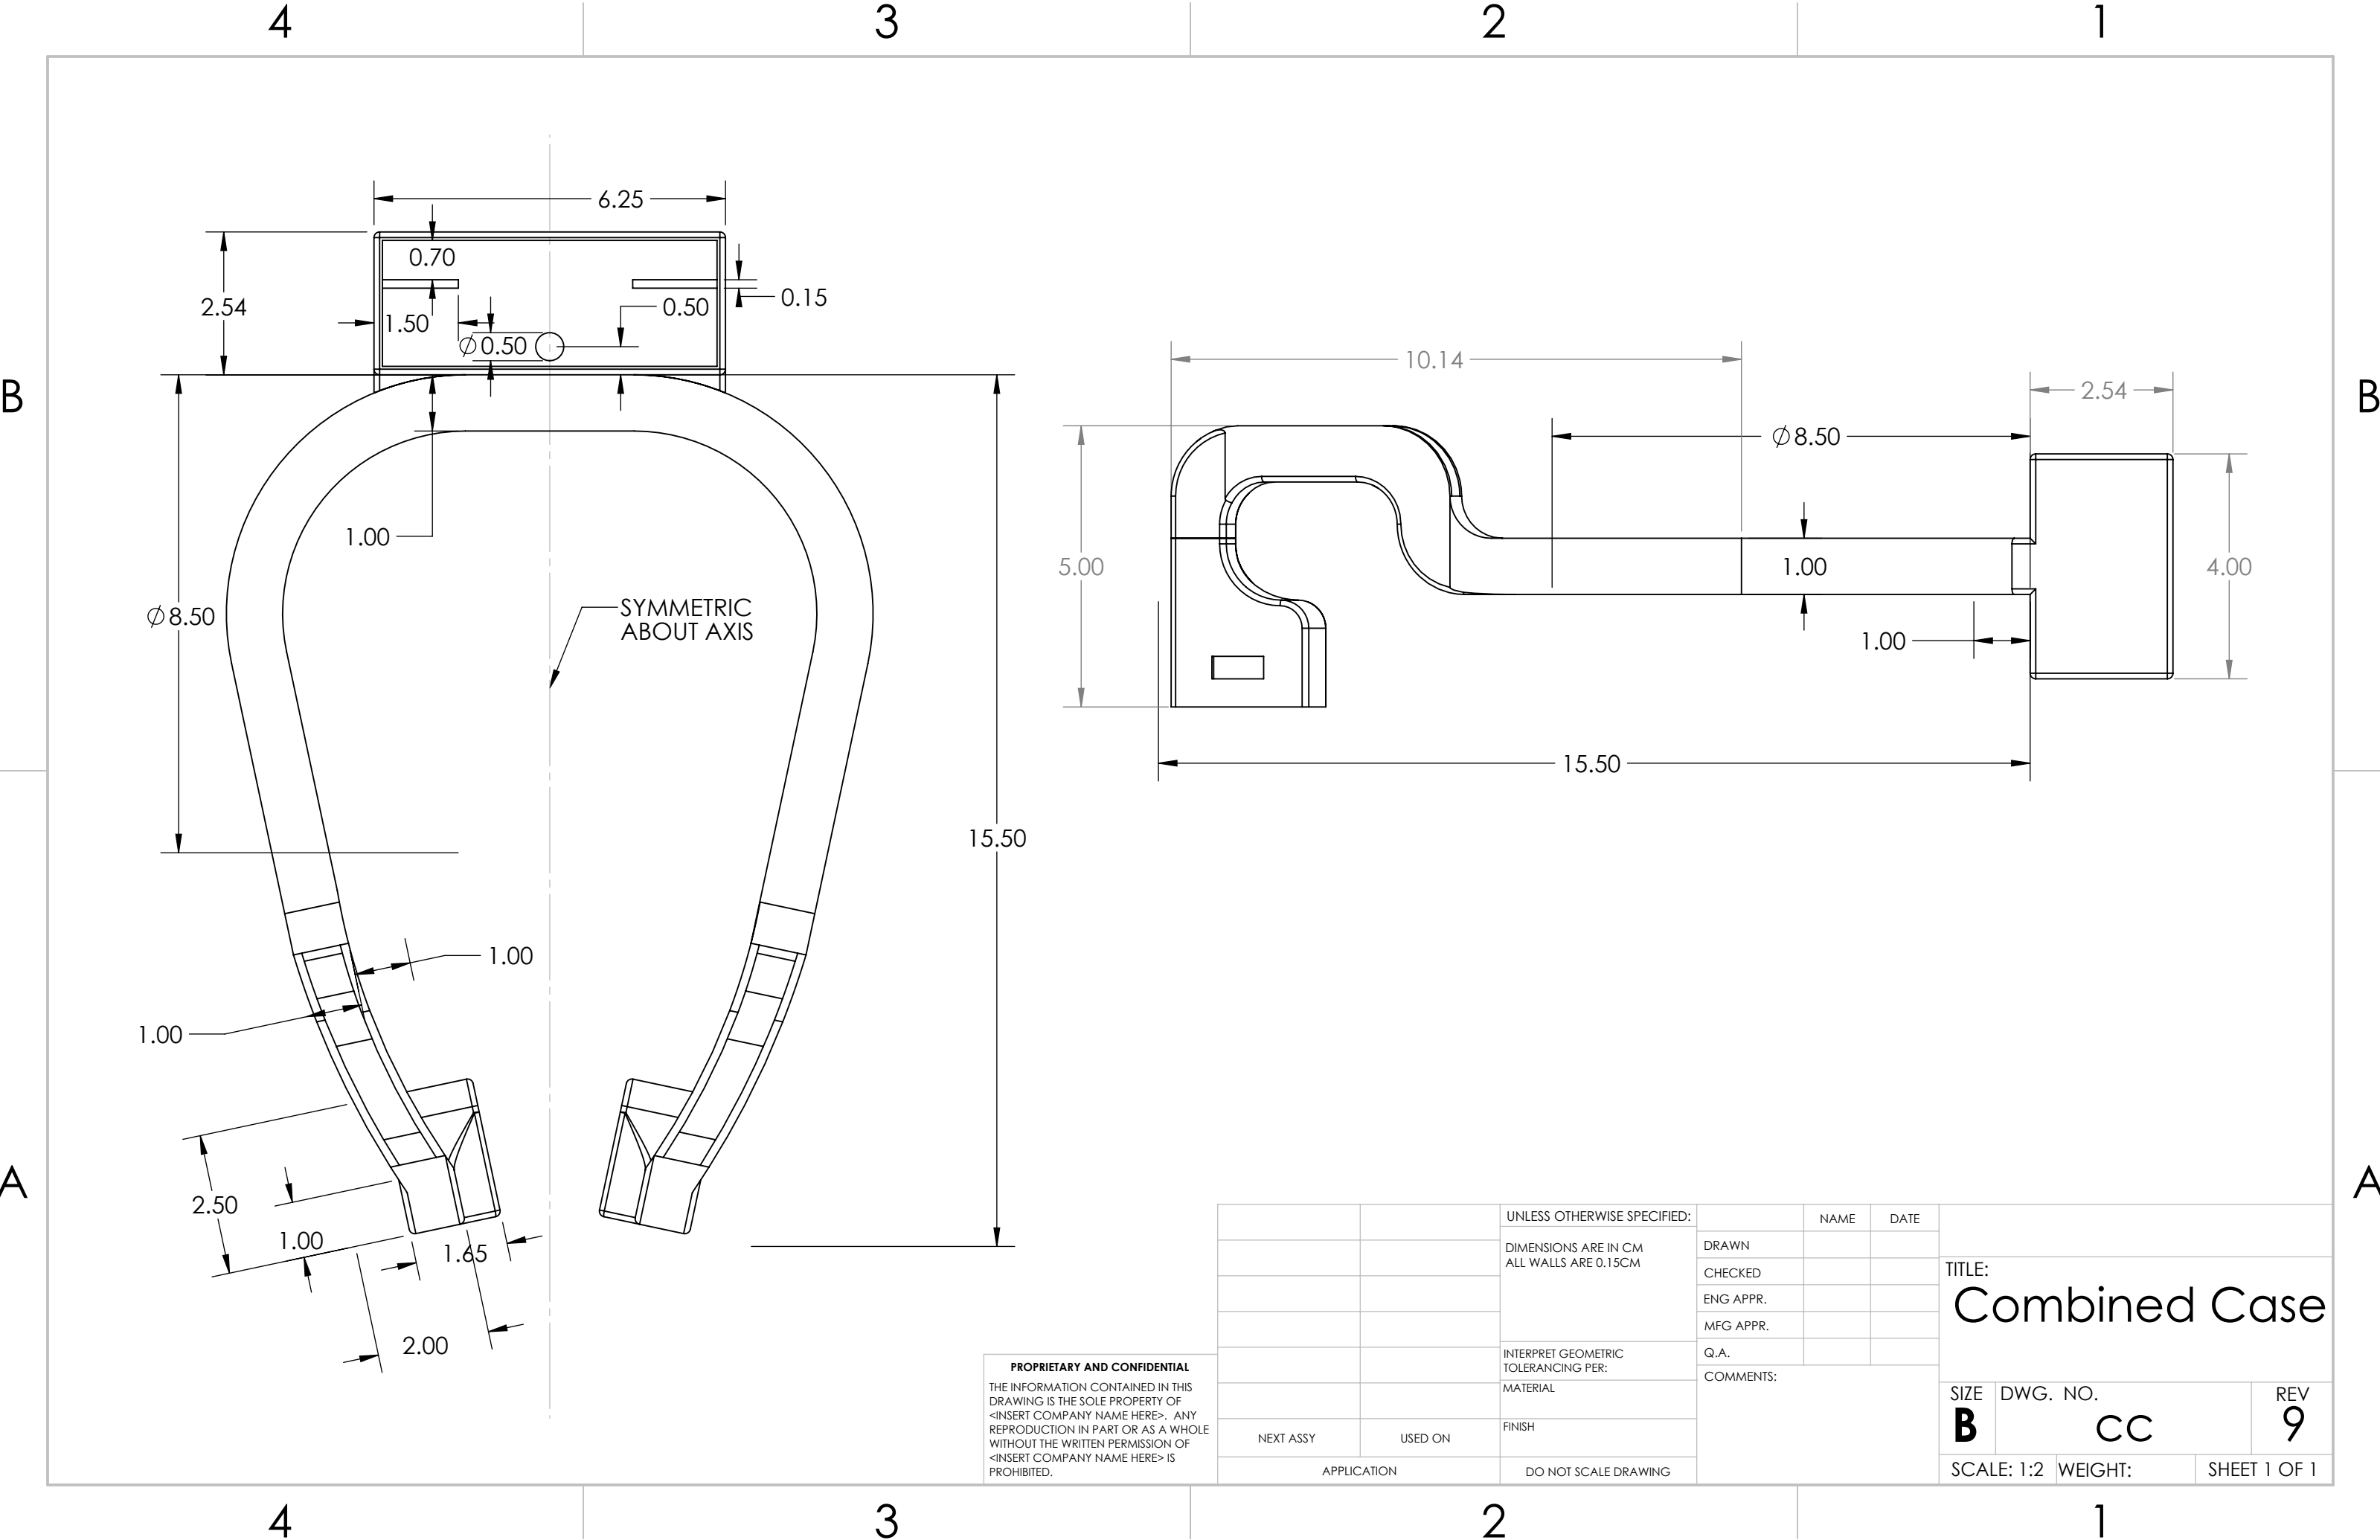 4
3
2
1
B
B
A
A
6.25
0.70
2.54
1.50
0.50
0.15
∅0.50
1.00
∅8.50
SYMMETRIC
ABOUT AXIS
15.50
1.00
1.00
2.50
1.00
1.65
2.00
10.14
2.54
∅8.50
5.00
1.00
4.00
1.00
15.50
PROPRIETARY AND CONFIDENTIAL
THE INFORMATION CONTAINED IN THIS
DRAWING IS THE SOLE PROPERTY OF
<INSERT COMPANY NAME HERE>. ANY
REPRODUCTION IN PART OR AS A WHOLE
WITHOUT THE WRITTEN PERMISSION OF
<INSERT COMPANY NAME HERE> IS
PROHIBITED.
NEXT ASSY
USED ON
APPLICATION
UNLESS OTHERWISE SPECIFIED:
DIMENSIONS ARE IN CM
ALL WALLS ARE 0.15CM
INTERPRET GEOMETRIC
TOLERANCING PER:
MATERIAL
FINISH
DO NOT SCALE DRAWING
NAME
DATE
DRAWN
CHECKED
ENG APPR.
MFG APPR.
Q.A.
COMMENTS:
TITLE:
Combined Case
SIZE
B
DWG. NO.
CC
REV
9
SCALE: 1:2
WEIGHT:
SHEET 1 OF 1
4
3
2
1